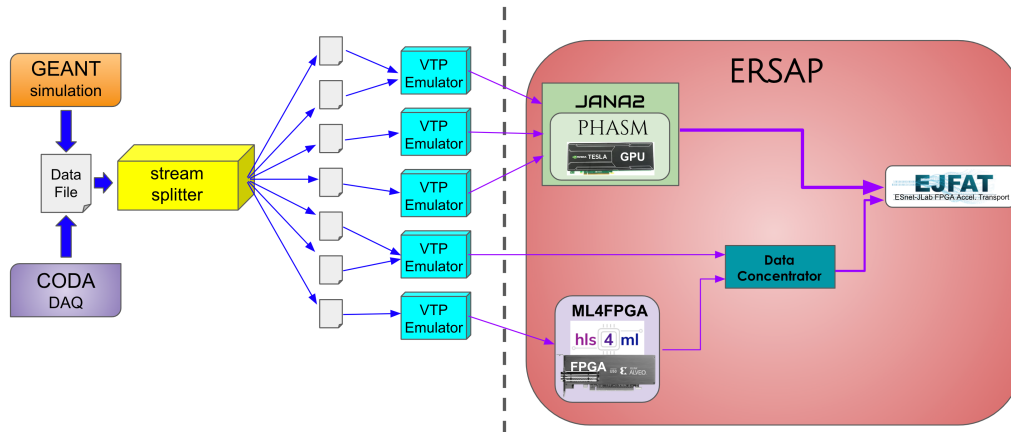 GEANT
simulation
Data
File
CODA
DAQ
stream
splitter
VTP
Emulator
VTP
Emulator
VTP
Emulator
VTP
Emulator
VTP
Emulator
ERSAP
JANA2
PHASM
TESLA
GPU
EJFAT
ESnet-JLab FPGA Accel. Transport
Data
Concentrator
ML4FPGA
hls 4 ml
FPGA
ALVEO